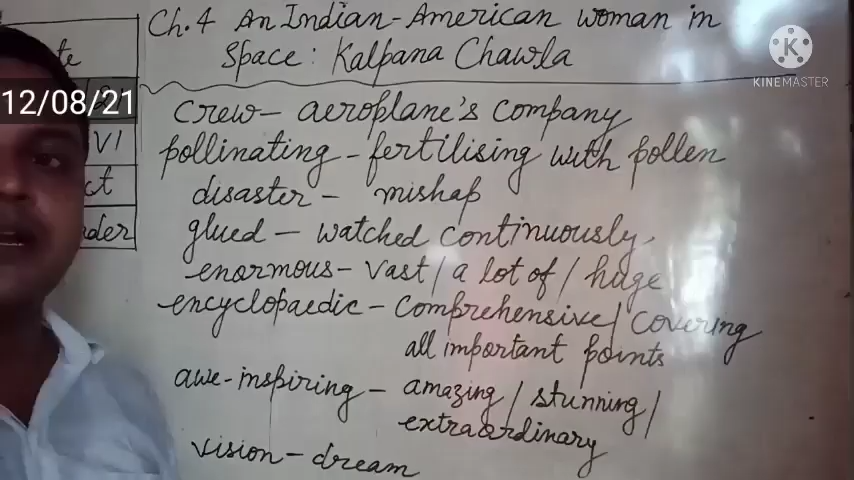 Ch. 4 An Indian-American woman in
Space: Kalpana Chawla
KINEMASTER
12/08/21
VI
crew - aeroplane's company
pollinating - fertilising with pollen
disaster - mishap
glued - watched continuously.
enormous - vast / a lot of / huge
encyclopaedic - comprehensive / covering
all important points
awe-inspiring - amazing / stunning /
extraordinary
vision - dream